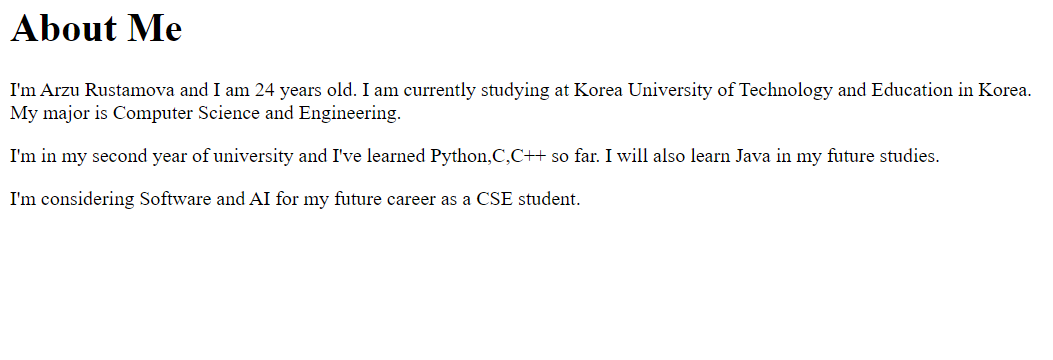 About Me
I'm Arzu Rustamova and I am 24 years old. I am currently studying at Korea University of Technology and Education in Korea.
My major is Computer Science and Engineering.
I'm in my second year of university and I've learned Python,C,C++ so far. I will also learn Java in my future studies.
I'm considering Software and AI for my future career as a CSE student.